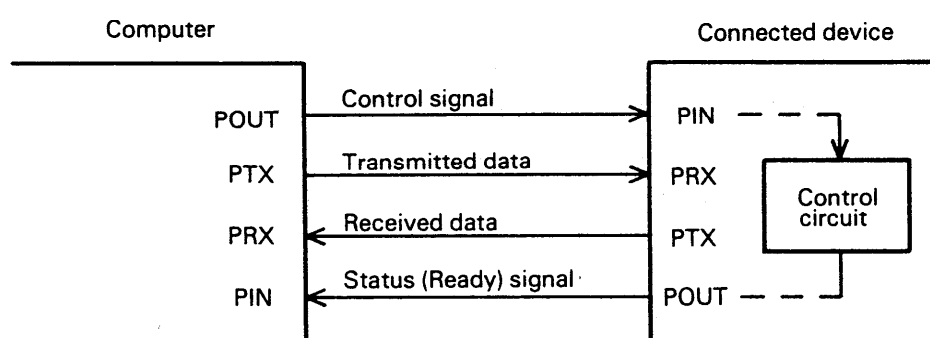 Computer
Connected device
POUT
Control signal
PIN
PTX
Transmitted data
PRX
Control
circuit
PRX
Received data
PTX
PIN
Status (Ready) signal
POUT